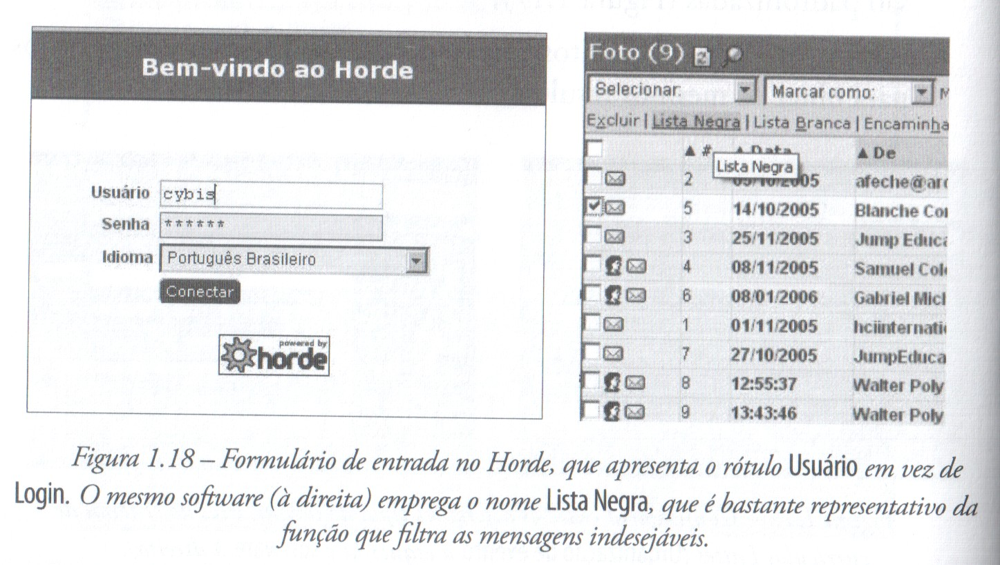 Bem-vindo ao Horde
Usuário cybis
Senha ******
Idioma Português Brasileiro
Conectar
powered by
horde
Foto (9)
Selecionar: Marcar como: M
Excluir | Lista Negra | Lista Branca | Encaminha
▲ # ▲ Data ▲ De
Lista Negra
2 05/10/2005 afeche@arc
5 14/10/2005 Blanche Cor
3 25/11/2005 Jump Educa
4 08/11/2005 Samuel Cole
6 08/01/2006 Gabriel Mich
1 01/11/2005 hciinternatio
7 27/10/2005 JumpEduca
8 12:55:37 Walter Poly
9 13:43:46 Walter Poly
Figura 1.18 – Formulário de entrada no Horde, que apresenta o rótulo Usuário em vez de
Login. O mesmo software (à direita) emprega o nome Lista Negra, que é bastante representativo da
função que filtra as mensagens indesejáveis.